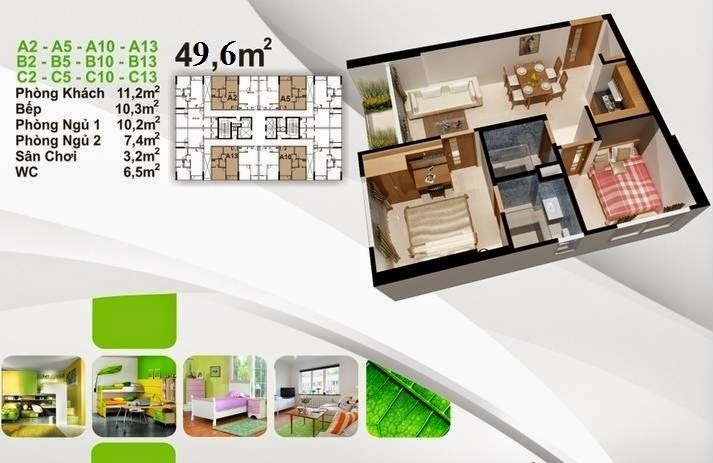 A2 - A5 - A10 - A13
B2 - B5 - B10 - B13
C2 - C5 - C10 - C13
49,6m²
Phòng Khách 11,2m²
Bếp 10,3m²
Phòng Ngủ 1 10,2m²
Phòng Ngủ 2 7,4m²
Sân Chơi 3,2m²
WC 6,5m²
A2 A5
A13 A10